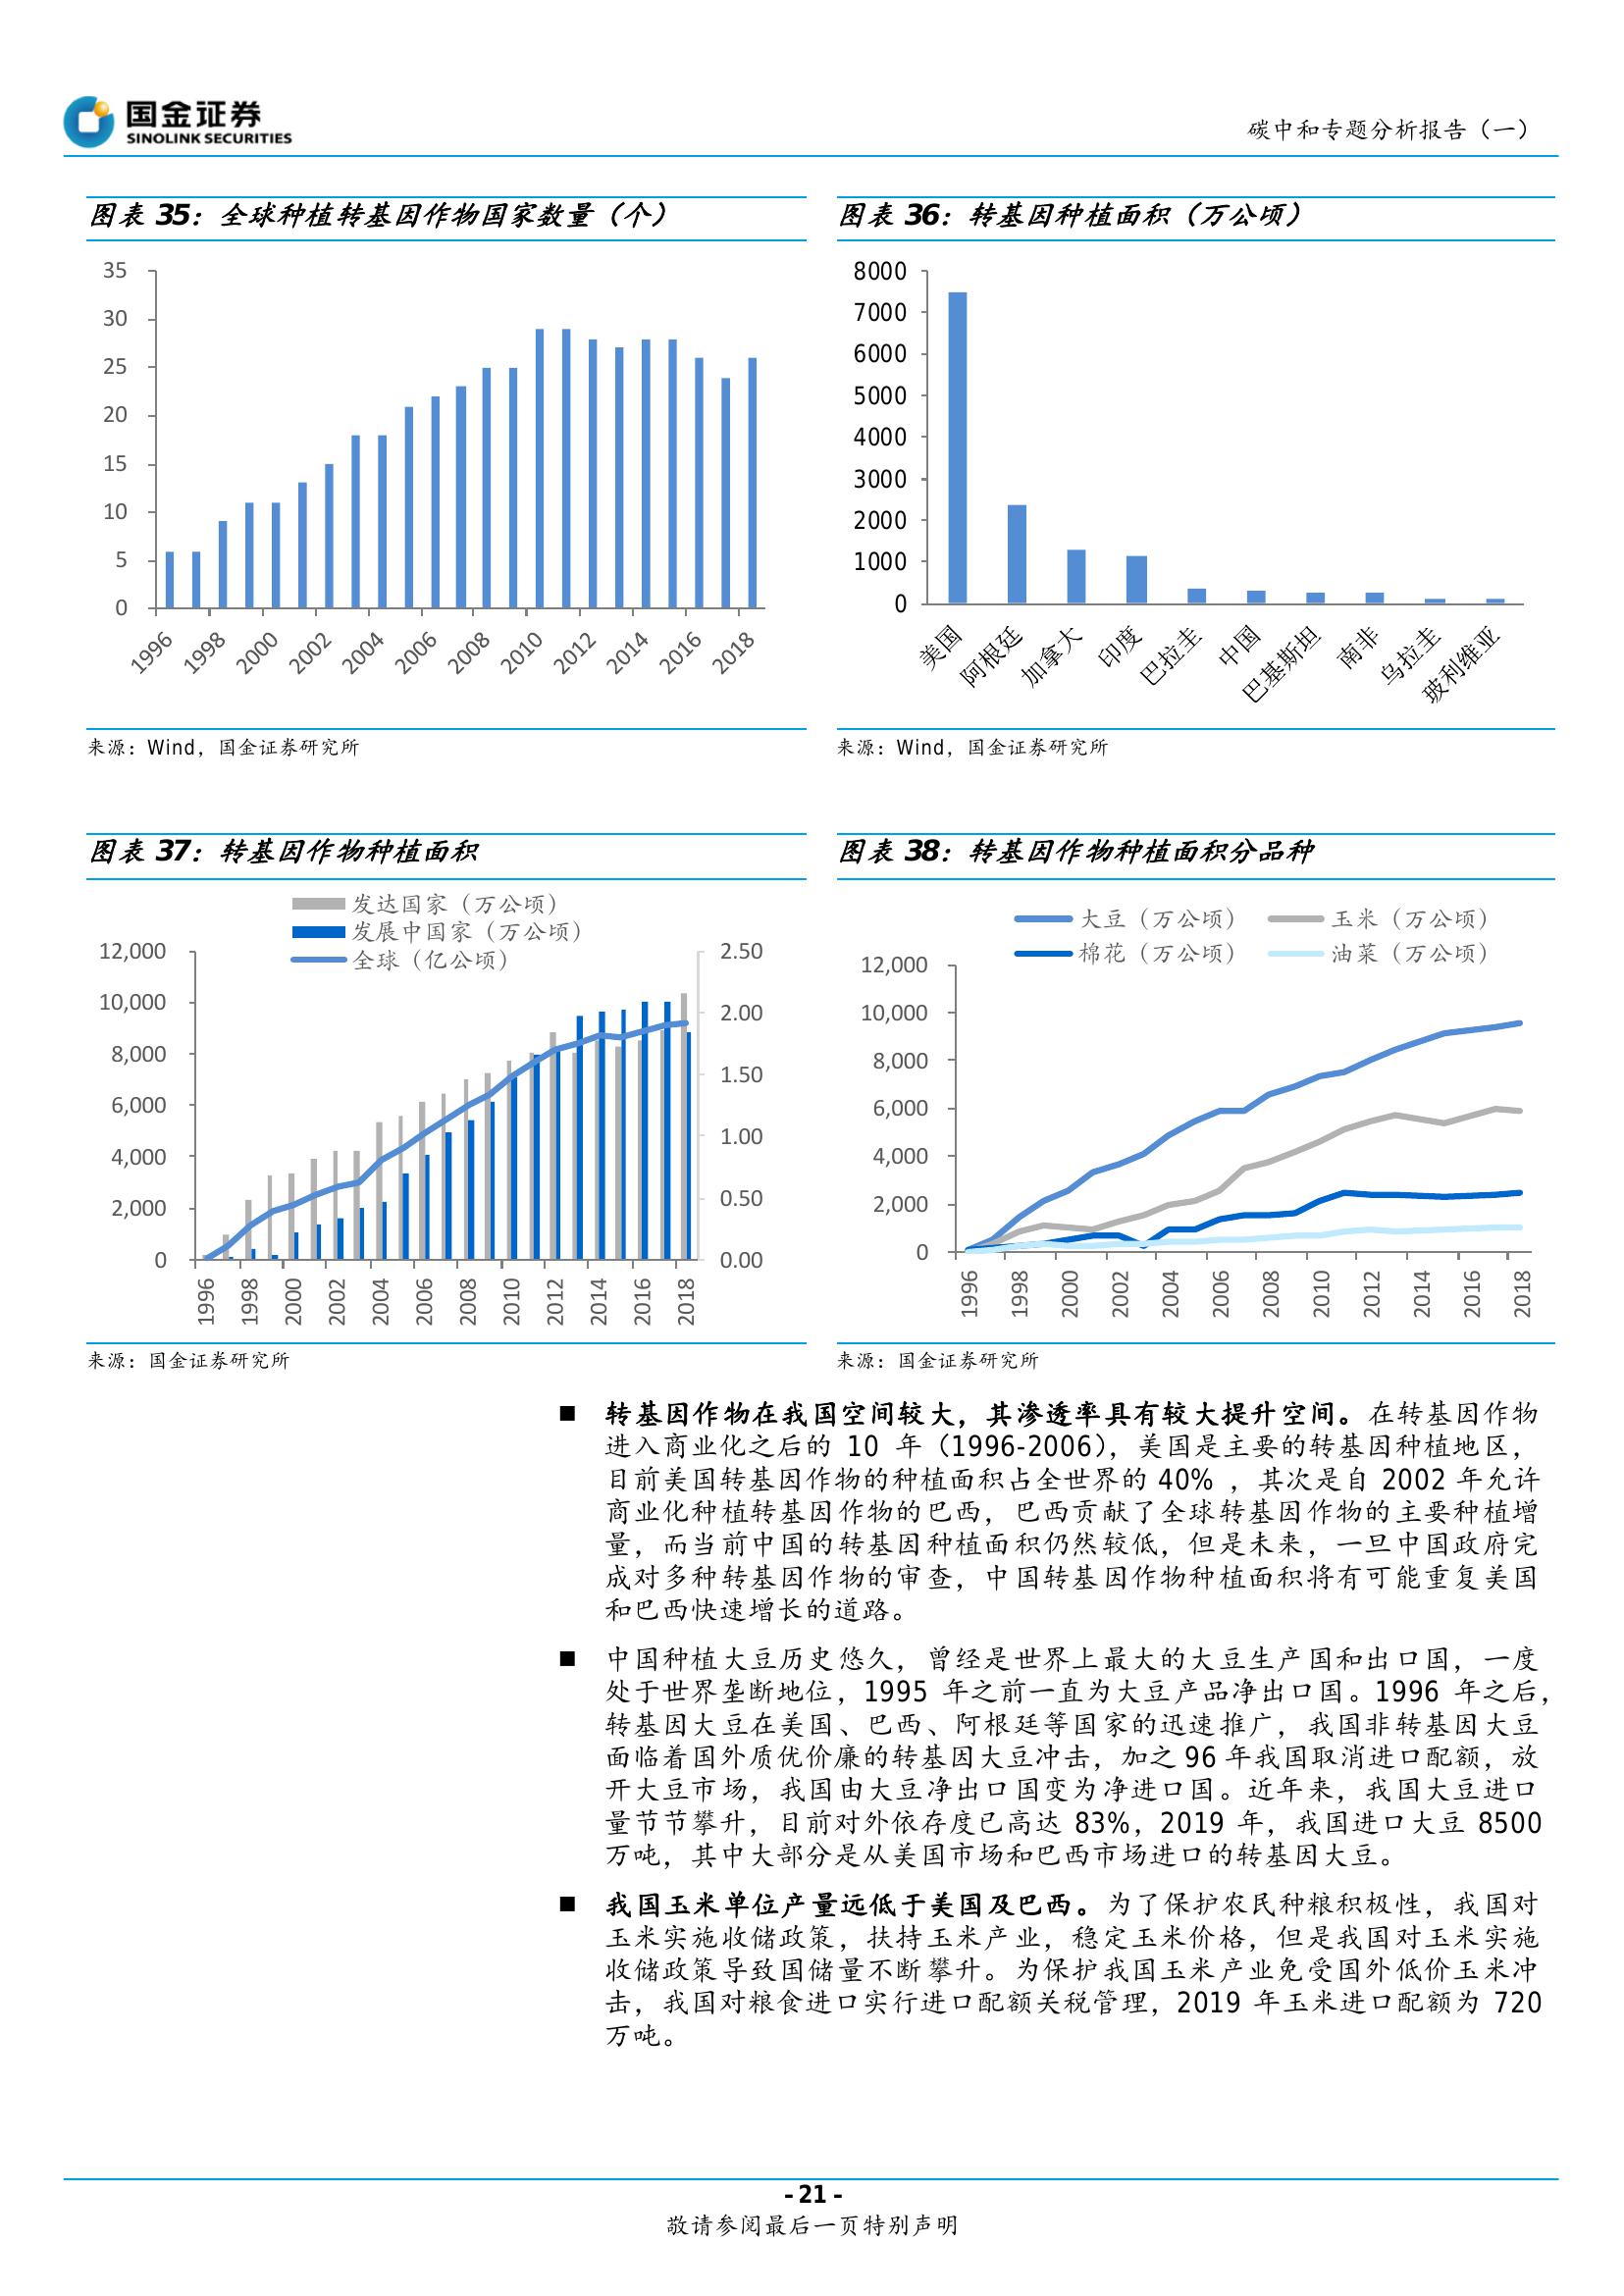 国金证券
SINOLINK SECURITIES
碳中和专题分析报告（一）
图表 35：全球种植转基因作物国家数量（个）
35
30
25
20
15
10
5
0
1996
1998
2000
2002
2004
2006
2008
2010
2012
2014
2016
2018
来源：Wind，国金证券研究所
图表 36：转基因种植面积（万公顷）
8000
7000
6000
5000
4000
3000
2000
1000
0
美国
阿根廷
加拿大
印度
巴拉圭
中国
巴基斯坦
南非
乌拉圭
玻利维亚
来源：Wind，国金证券研究所
图表 37：转基因作物种植面积
发达国家（万公顷）
发展中国家（万公顷）
全球（亿公顷）
12,000
10,000
8,000
6,000
4,000
2,000
0
2.50
2.00
1.50
1.00
0.50
0.00
1996
1998
2000
2002
2004
2006
2008
2010
2012
2014
2016
2018
来源：国金证券研究所
图表 38：转基因作物种植面积分品种
大豆（万公顷）
玉米（万公顷）
棉花（万公顷）
油菜（万公顷）
12,000
10,000
8,000
6,000
4,000
2,000
0
1996
1998
2000
2002
2004
2006
2008
2010
2012
2014
2016
2018
来源：国金证券研究所
■ 转基因作物在我国空间较大，其渗透率具有较大提升空间。在转基因作物
进入商业化之后的 10 年（1996-2006），美国是主要的转基因种植地区，
目前美国转基因作物的种植面积占全世界的 40% ，其次是自 2002 年允许
商业化种植转基因作物的巴西，巴西贡献了全球转基因作物的主要种植增
量，而当前中国的转基因种植面积仍然较低，但是未来，一旦中国政府完
成对多种转基因作物的审查，中国转基因作物种植面积将有可能重复美国
和巴西快速增长的道路。
■ 中国种植大豆历史悠久，曾经是世界上最大的大豆生产国和出口国，一度
处于世界垄断地位，1995 年之前一直为大豆产品净出口国。1996 年之后，
转基因大豆在美国、巴西、阿根廷等国家的迅速推广，我国非转基因大豆
面临着国外质优价廉的转基因大豆冲击，加之 96 年我国取消进口配额，放
开大豆市场，我国由大豆净出口国变为净进口国。近年来，我国大豆进口
量节节攀升，目前对外依存度已高达 83%，2019 年，我国进口大豆 8500
万吨，其中大部分是从美国市场和巴西市场进口的转基因大豆。
■ 我国玉米单位产量远低于美国及巴西。为了保护农民种粮积极性，我国对
玉米实施收储政策，扶持玉米产业，稳定玉米价格，但是我国对玉米实施
收储政策导致国储量不断攀升。为保护我国玉米产业免受国外低价玉米冲
击，我国对粮食进口实行进口配额关税管理，2019 年玉米进口配额为 720
万吨。
- 21 -
敬请参阅最后一页特别声明